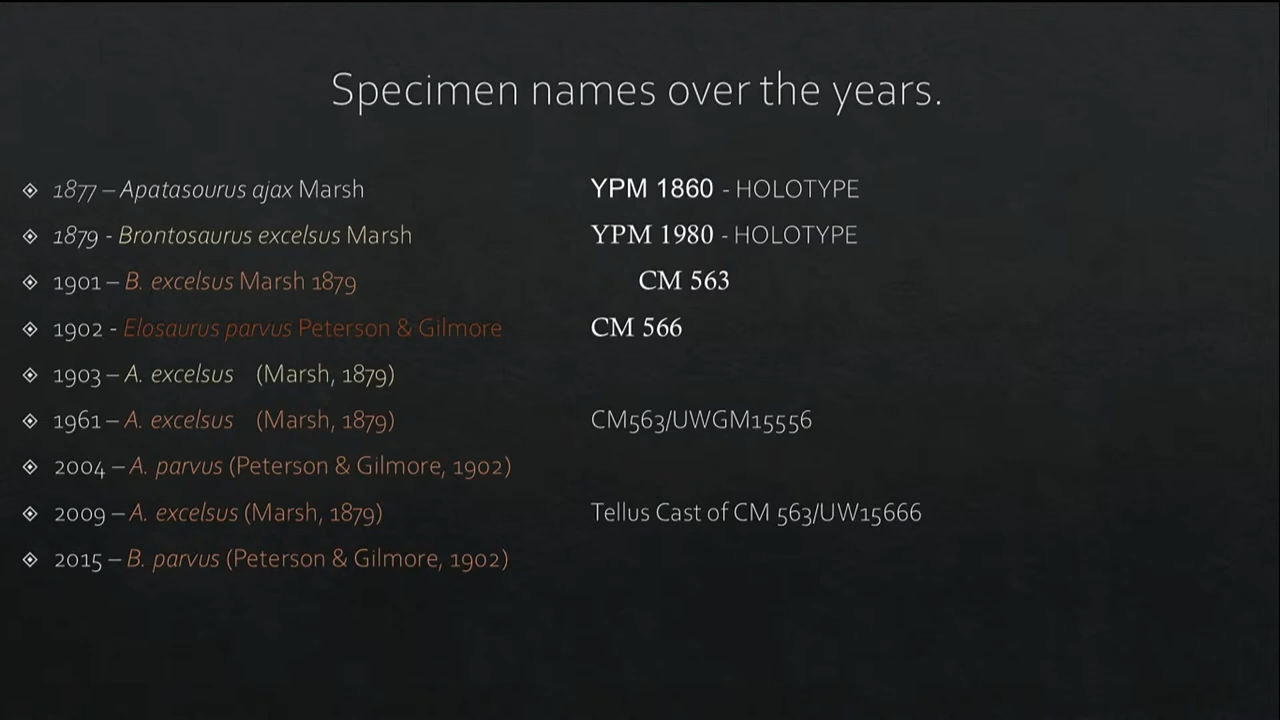 Specimen names over the years.
1877 – Apatasourus ajax Marsh YPM 1860 - HOLOTYPE
1879 - Brontosaurus excelsus Marsh YPM 1980 - HOLOTYPE
1901 – B. excelsus Marsh 1879 CM 563
1902 - Elosaurus parvus Peterson & Gilmore CM 566
1903 – A. excelsus (Marsh, 1879)
1961 – A. excelsus (Marsh, 1879) CM563/UWGM15556
2004 – A. parvus (Peterson & Gilmore, 1902)
2009 – A. excelsus (Marsh, 1879) Tellus Cast of CM 563/UW15666
2015 – B. parvus (Peterson & Gilmore, 1902)